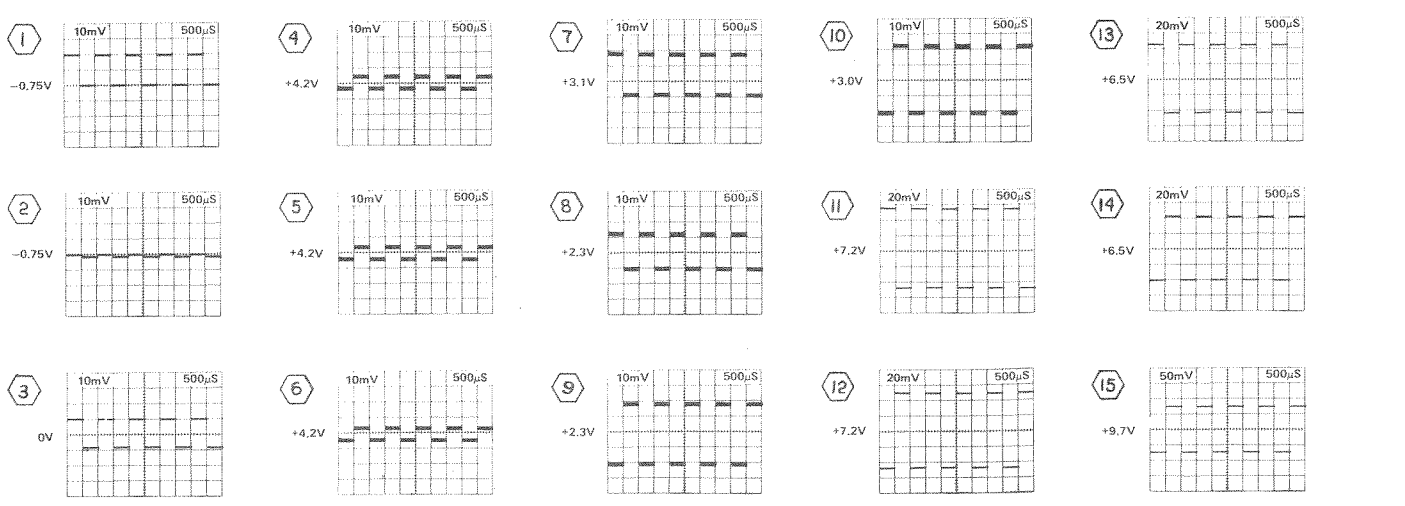 1 10mV 500µS
−0.75V
4 10mV 500µS
+4.2V
7 10mV 500µS
+3.1V
10 10mV 500µS
+3.0V
13 20mV 500µS
+6.5V
2 10mV 500µS
−0.75V
5 10mV 500µS
+4.2V
8 10mV 500µS
+2.3V
11 20mV 500µS
+7.2V
14 20mV 500µS
+6.5V
3 10mV 500µS
0V
6 10mV 500µS
+4.2V
9 10mV 500µS
+2.3V
12 20mV 500µS
+7.2V
15 50mV 500µS
+9.7V